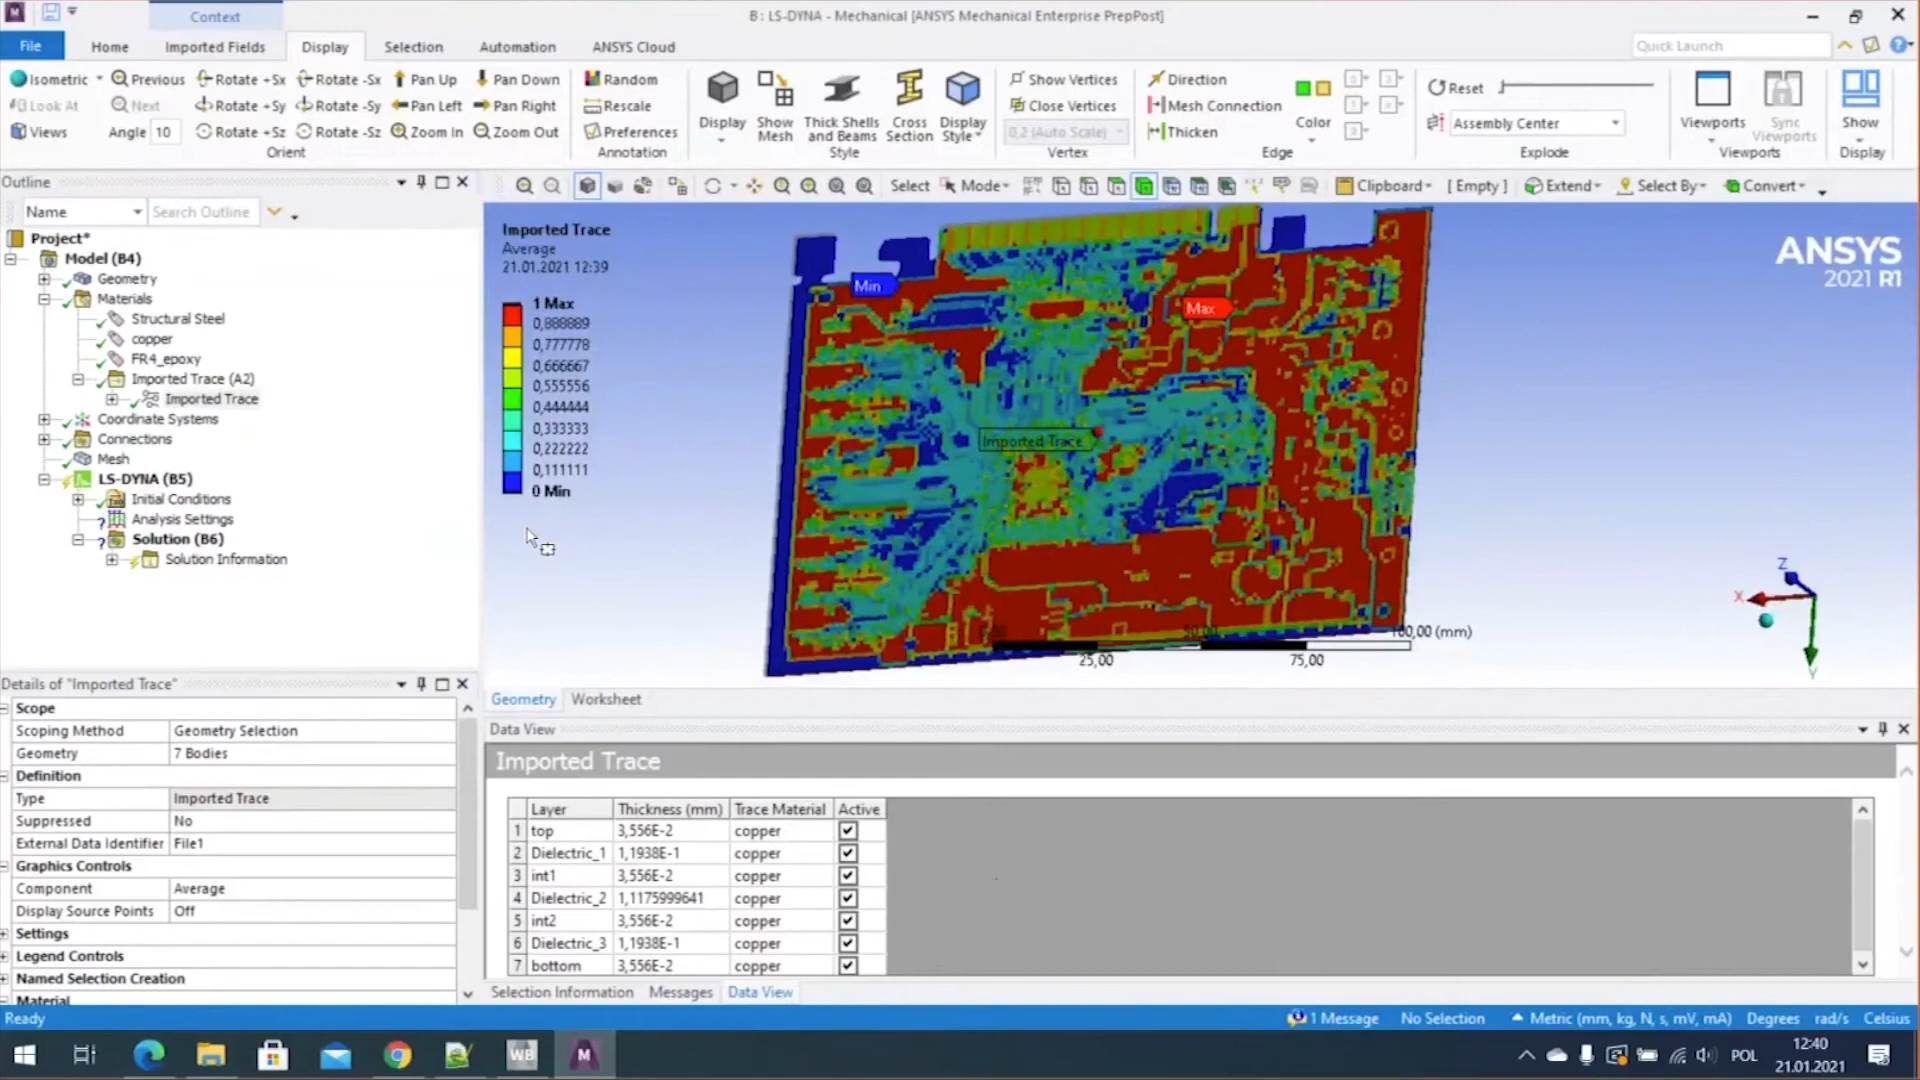 Context
B : LS-DYNA - Mechanical [ANSYS Mechanical Enterprise PrepPost]
File
Home
Imported Fields
Display
Selection
Automation
ANSYS Cloud
Quick Launch
Isometric
Previous
Rotate +Sx
Rotate -Sx
Pan Up
Pan Down
Random
Show Vertices
Direction
Reset
Look At
Next
Rotate +Sy
Rotate -Sy
Pan Left
Pan Right
Rescale
Close Vertices
Mesh Connection
Assembly Center
Views
Angle 10
Rotate +Sz
Rotate -Sz
Zoom In
Zoom Out
Preferences
0,2 (Auto Scale)
Thicken
Display
Show Mesh
Thick Shells and Beams
Cross Section
Display Style
Color
Viewports
Sync Viewports
Show
Orient
Annotation
Style
Vertex
Edge
Explode
Viewports
Display
Outline
Select
Mode
Clipboard
[ Empty ]
Extend
Select By
Convert
Name
Search Outline
Project*
Model (B4)
Geometry
Materials
Structural Steel
copper
FR4_epoxy
Imported Trace (A2)
Imported Trace
Coordinate Systems
Connections
Mesh
LS-DYNA (B5)
Initial Conditions
Analysis Settings
Solution (B6)
Solution Information
Imported Trace
Average
21.01.2021 12:39
1 Max
0,888889
0,777778
0,666667
0,555556
0,444444
0,333333
0,222222
0,111111
0 Min
Min
Max
Imported Trace
ANSYS
2021 R1
Z
X
Y
0,00
50,00
100,00 (mm)
25,00
75,00
Geometry
Worksheet
Details of "Imported Trace"
Scope
Scoping Method Geometry Selection
Geometry 7 Bodies
Definition
Type Imported Trace
Suppressed No
External Data Identifier File1
Graphics Controls
Component Average
Display Source Points Off
Settings
Legend Controls
Named Selection Creation
Material
Data View
Imported Trace
Layer Thickness (mm) Trace Material Active
1 top 3,556E-2 copper
2 Dielectric_1 1,1938E-1 copper
3 int1 3,556E-2 copper
4 Dielectric_2 1,1175999641 copper
5 int2 3,556E-2 copper
6 Dielectric_3 1,1938E-1 copper
7 bottom 3,556E-2 copper
Selection Information
Messages
Data View
Ready
1 Message
No Selection
Metric (mm, kg, N, s, mV, mA)
Degrees
rad/s
Celsius
WB
M
POL
12:40
21.01.2021